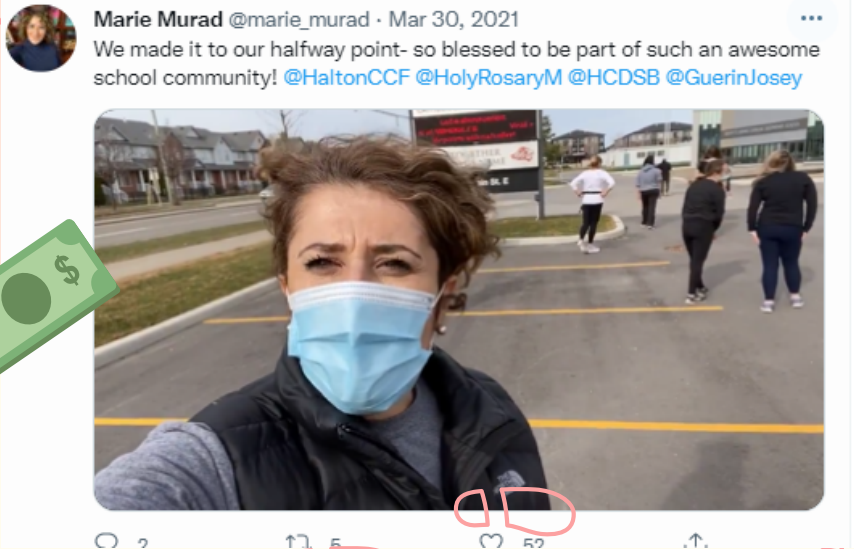 Marie Murad @marie_murad · Mar 30, 2021
We made it to our halfway point- so blessed to be part of such an awesome
school community! @HaltonCCF @HolyRosaryM @HCDSB @GuerinJosey
$
2 5 52